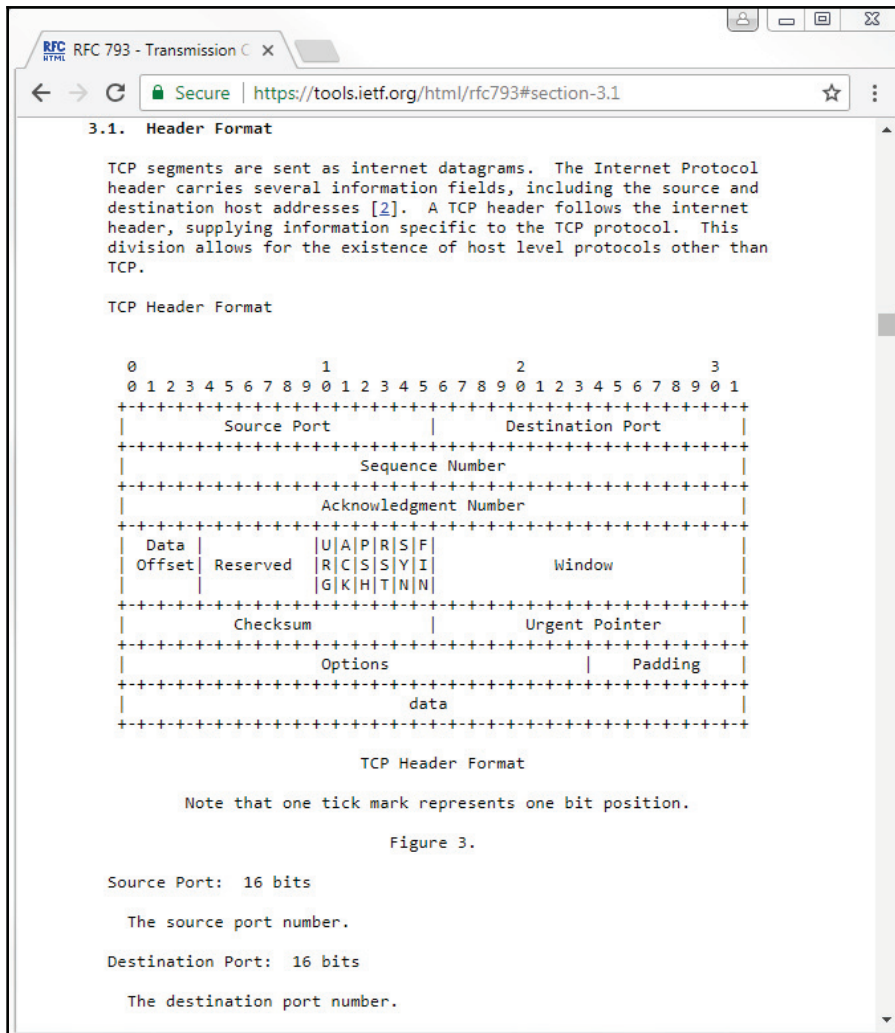 RFC HTML RFC 793 - Transmission C
Secure | https://tools.ietf.org/html/rfc793#section-3.1
3.1.  Header Format
TCP segments are sent as internet datagrams.  The Internet Protocol
header carries several information fields, including the source and
destination host addresses [2].  A TCP header follows the internet
header, supplying information specific to the TCP protocol.  This
division allows for the existence of host level protocols other than
TCP.
TCP Header Format
 0                   1                   2                   3
 0 1 2 3 4 5 6 7 8 9 0 1 2 3 4 5 6 7 8 9 0 1 2 3 4 5 6 7 8 9 0 1
+-+-+-+-+-+-+-+-+-+-+-+-+-+-+-+-+-+-+-+-+-+-+-+-+-+-+-+-+-+-+-+-+
|          Source Port          |       Destination Port        |
+-+-+-+-+-+-+-+-+-+-+-+-+-+-+-+-+-+-+-+-+-+-+-+-+-+-+-+-+-+-+-+-+
|                        Sequence Number                        |
+-+-+-+-+-+-+-+-+-+-+-+-+-+-+-+-+-+-+-+-+-+-+-+-+-+-+-+-+-+-+-+-+
|                    Acknowledgment Number                      |
+-+-+-+-+-+-+-+-+-+-+-+-+-+-+-+-+-+-+-+-+-+-+-+-+-+-+-+-+-+-+-+-+
|  Data |           |U|A|P|R|S|F|                               |
| Offset| Reserved  |R|C|S|S|Y|I|            Window             |
|       |           |G|K|H|T|N|N|                               |
+-+-+-+-+-+-+-+-+-+-+-+-+-+-+-+-+-+-+-+-+-+-+-+-+-+-+-+-+-+-+-+-+
|           Checksum            |         Urgent Pointer        |
+-+-+-+-+-+-+-+-+-+-+-+-+-+-+-+-+-+-+-+-+-+-+-+-+-+-+-+-+-+-+-+-+
|                    Options                    |    Padding    |
+-+-+-+-+-+-+-+-+-+-+-+-+-+-+-+-+-+-+-+-+-+-+-+-+-+-+-+-+-+-+-+-+
|                             data                              |
+-+-+-+-+-+-+-+-+-+-+-+-+-+-+-+-+-+-+-+-+-+-+-+-+-+-+-+-+-+-+-+-+
TCP Header Format
Note that one tick mark represents one bit position.
Figure 3.
Source Port:  16 bits
The source port number.
Destination Port:  16 bits
The destination port number.